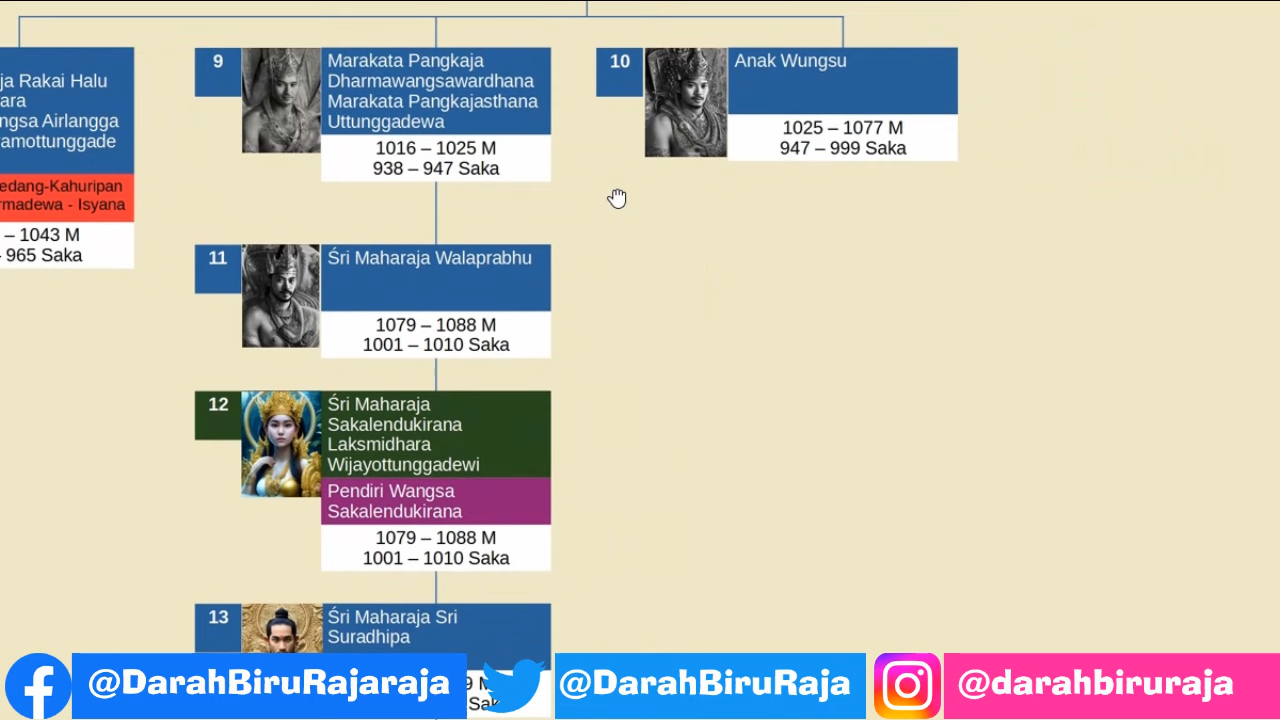 ja Rakai Halu
ara
ngsa Airlangga
amottunggade
edang-Kahuripan
madewa - Isyana
– 1043 M
965 Saka
9
Marakata Pangkaja
Dharmawangsawardhana
Marakata Pangkajasthana
Uttunggadewa
1016 – 1025 M
938 – 947 Saka
10
Anak Wungsu
1025 – 1077 M
947 – 999 Saka
11
Śri Maharaja Walaprabhu
1079 – 1088 M
1001 – 1010 Saka
12
Śri Maharaja
Sakalendukirana
Laksmidhara
Wijayottunggadewi
Pendiri Wangsa
Sakalendukirana
1079 – 1088 M
1001 – 1010 Saka
13
Śri Maharaja Sri
Suradhipa
@DarahBiruRajaraja
@DarahBiruRaja
@darahbiruraja